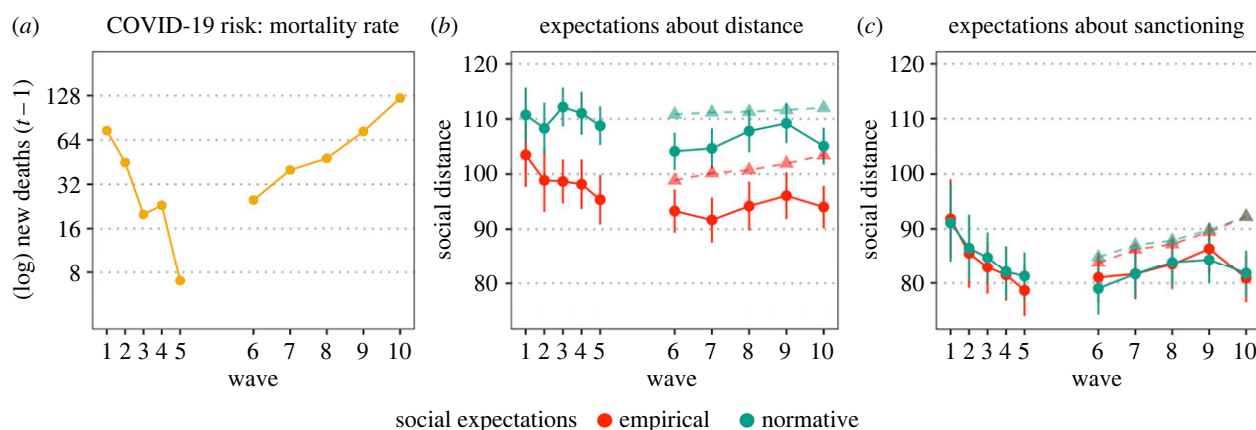 (a) COVID-19 risk: mortality rate
(b) expectations about distance
(c) expectations about sanctioning
(log) new deaths (t − 1)
128
64
32
16
8
1 2 3 4 5 6 7 8 9 10
wave
social distance
120
110
100
90
80
1 2 3 4 5 6 7 8 9 10
wave
social distance
120
110
100
90
80
1 2 3 4 5 6 7 8 9 10
wave
social expectations empirical normative